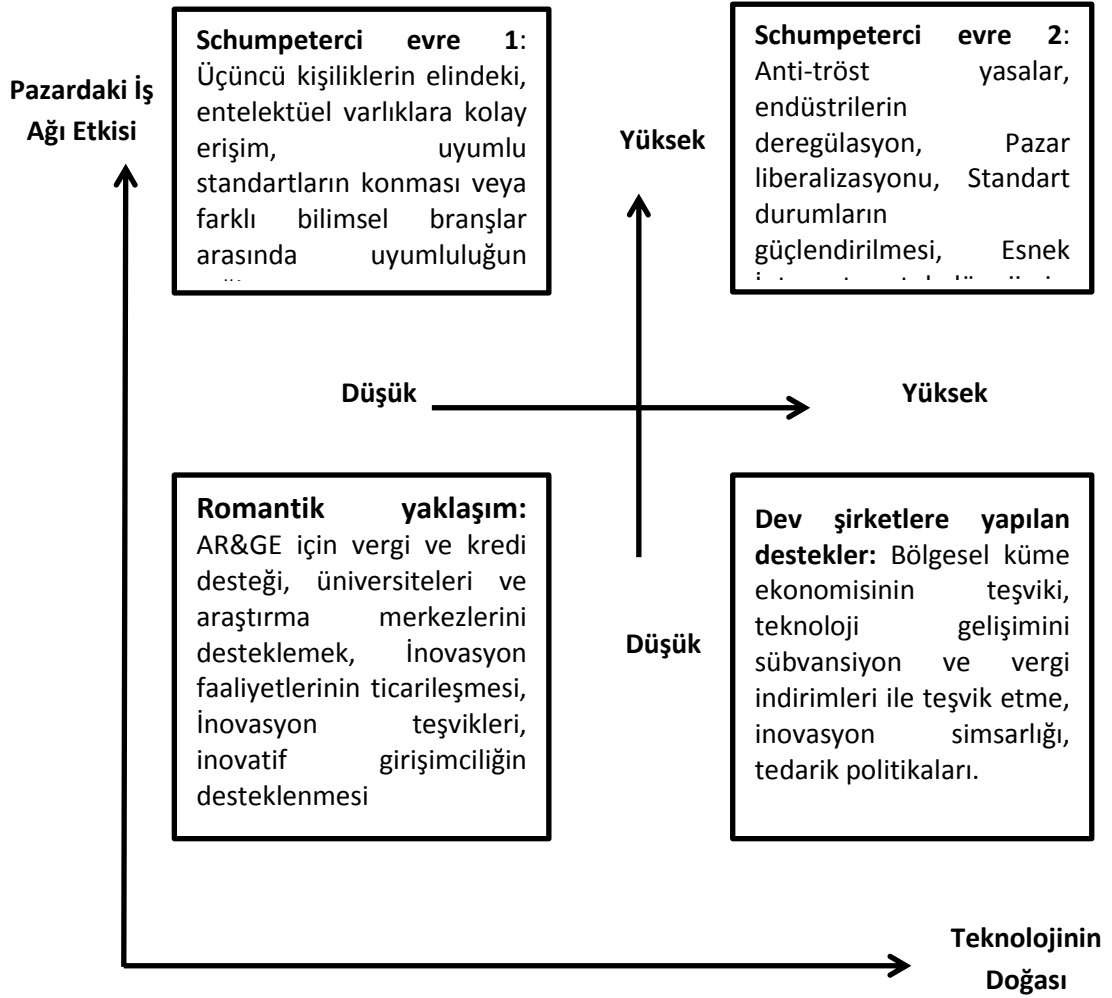 Pazardaki İş
Ağı Etkisi
Schumpeterci evre 1:
Üçüncü kişiliklerin elindeki,
entelektüel varlıklara kolay
erişim, uyumlu
standartların konması veya
farklı bilimsel branşlar
arasında uyumluluğun
Yüksek
Schumpeterci evre 2:
Anti-tröst yasalar,
endüstrilerin
deregülasyon, Pazar
liberalizasyonu, Standart
durumların
güçlendirilmesi, Esnek
Düşük
Yüksek
Romantik yaklaşım:
AR&GE için vergi ve kredi
desteği, üniversiteleri ve
araştırma merkezlerini
desteklemek, İnovasyon
faaliyetlerinin ticarileşmesi,
İnovasyon teşvikleri,
inovatif girişimciliğin
desteklenmesi
Düşük
Dev şirketlere yapılan
destekler: Bölgesel küme
ekonomisinin teşviki,
teknoloji gelişimini
sübvansiyon ve vergi
indirimleri ile teşvik etme,
inovasyon simsarlığı,
tedarik politikaları.
Teknolojinin
Doğası